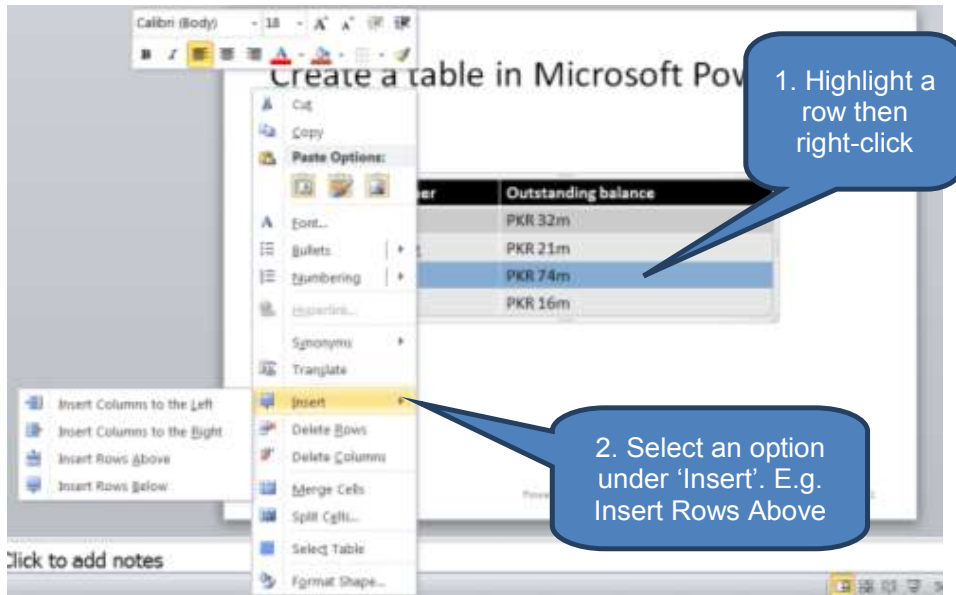 Calibri (Body) 18 A A
B I A
Create a table in Microsoft Pow
1. Highlight a
row then
right-click
Cut
Copy
Paste Options:
Font...
Bullets
Numbering
Hyperlink...
Synonyms
Translate
Insert
Delete Rows
Delete Columns
Merge Cells
Split Cells...
Select Table
Format Shape...
er Outstanding balance
PKR 32m
PKR 21m
PKR 74m
PKR 16m
Insert Columns to the Left
Insert Columns to the Right
Insert Rows Above
Insert Rows Below
2. Select an option
under ‘Insert’. E.g.
Insert Rows Above
Click to add notes